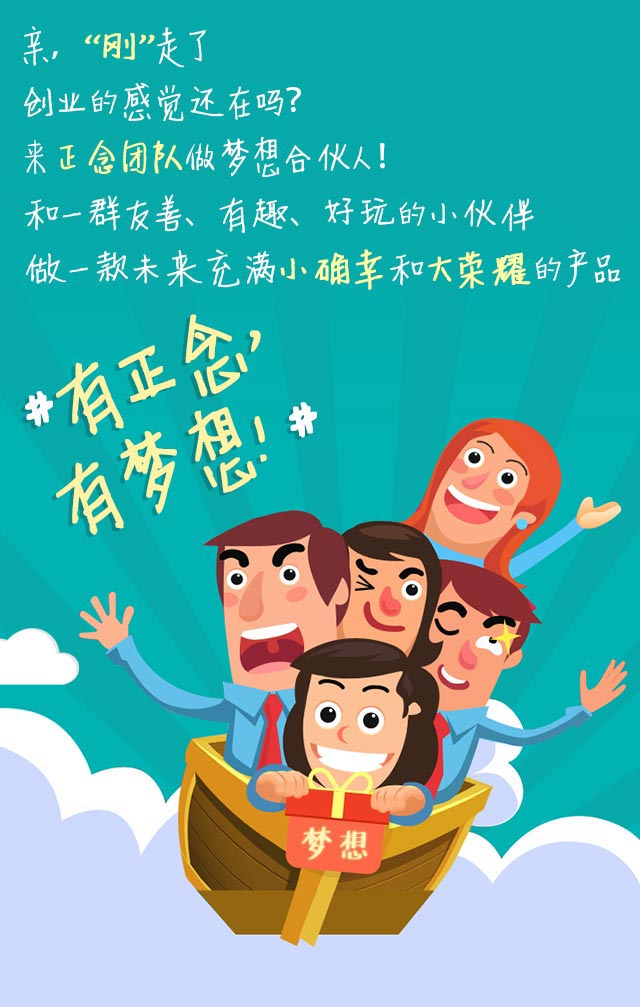 亲，“刚”走了
创业的感觉还在吗？
来正念团队做梦想合伙人！
和一群友善、有趣、好玩的小伙伴
做一款未来充满小确幸和大荣耀的产品
#有正念，
有梦想！#
梦想